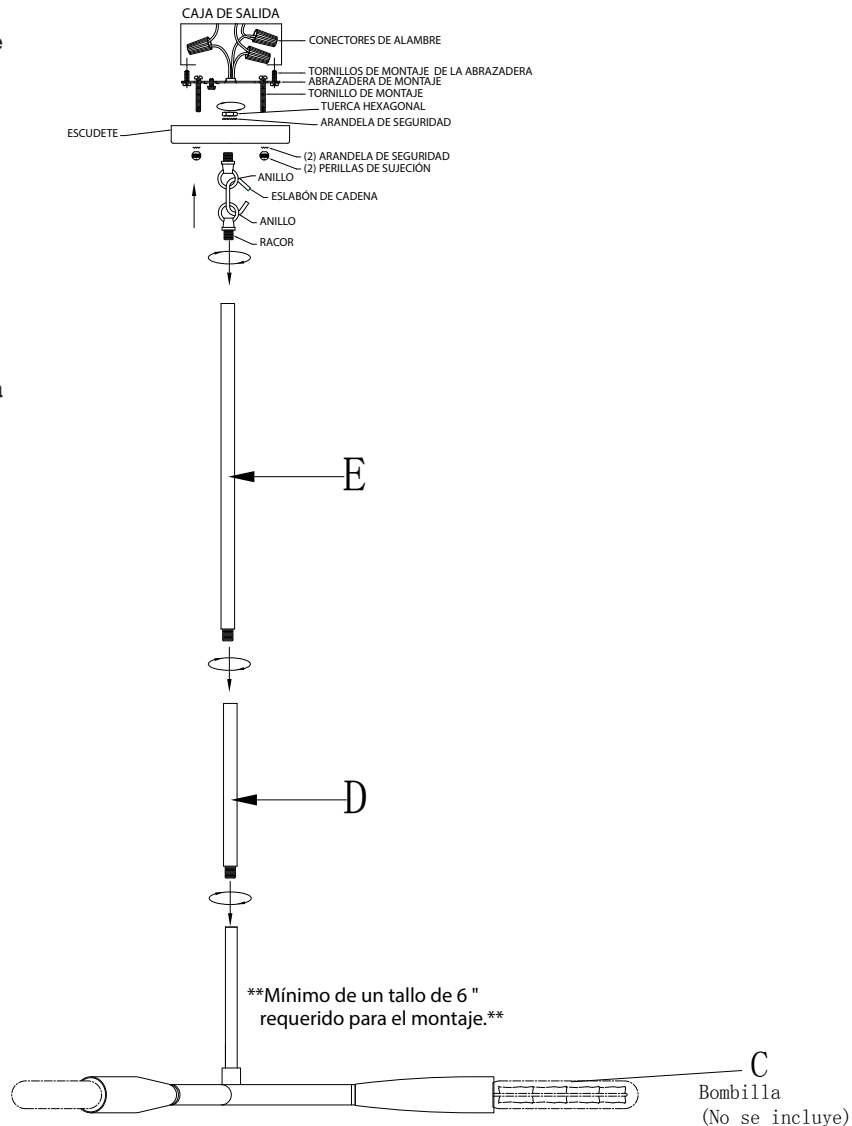 e
CAJA DE SALIDA
CONECTORES DE ALAMBRE
TORNILLOS DE MONTAJE DE LA ABRAZADERA
ABRAZADERA DE MONTAJE
TORNILLO DE MONTAJE
TUERCA HEXAGONAL
ARANDELA DE SEGURIDAD
ESCUDETE
(2) ARANDELA DE SEGURIDAD
(2) PERILLAS DE SUJECIÓN
ANILLO
ESLABÓN DE CADENA
ANILLO
RACOR
a
E
D
**Mínimo de un tallo de 6 "
requerido para el montaje.**
C
Bombilla
(No se incluye)